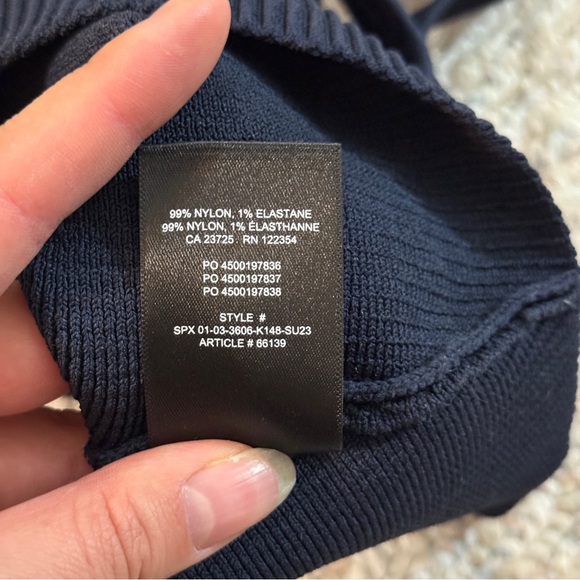 99% NYLON, 1% ELASTANE
99% NYLON, 1% ÉLASTHANNE
CA 23725 RN 122354
PO 4500197836
PO 4500197837
PO 4500197838
STYLE #
SPX 01-03-3606-K148-SU23
ARTICLE # 66139